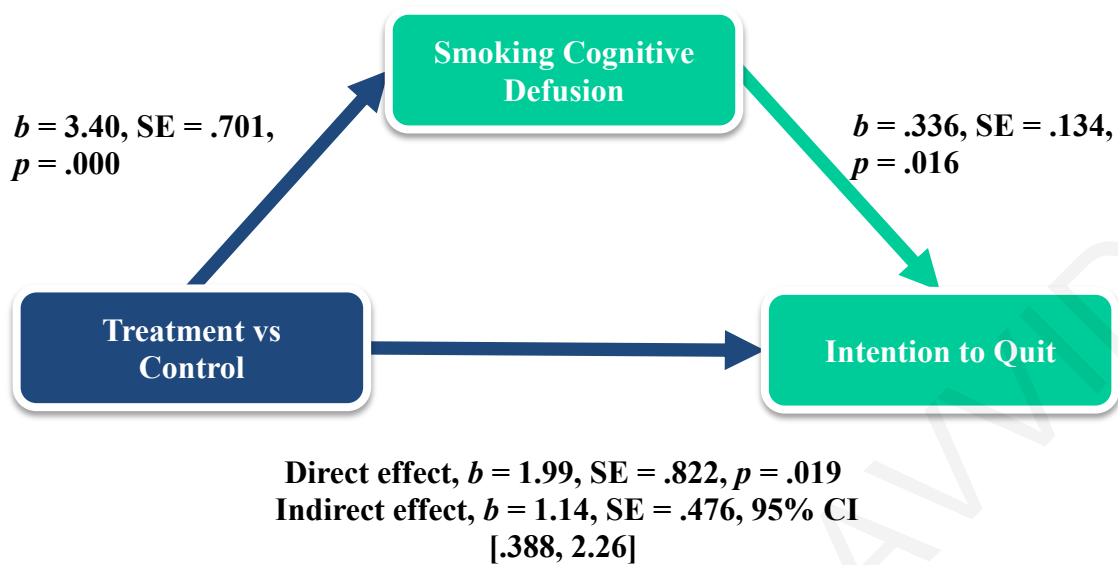 Smoking Cognitive
Defusion
b = 3.40, SE = .701,
p = .000
b = .336, SE = .134,
p = .016
Treatment vs
Control
Intention to Quit
Direct effect, b = 1.99, SE = .822, p = .019
Indirect effect, b = 1.14, SE = .476, 95% CI
[.388, 2.26]